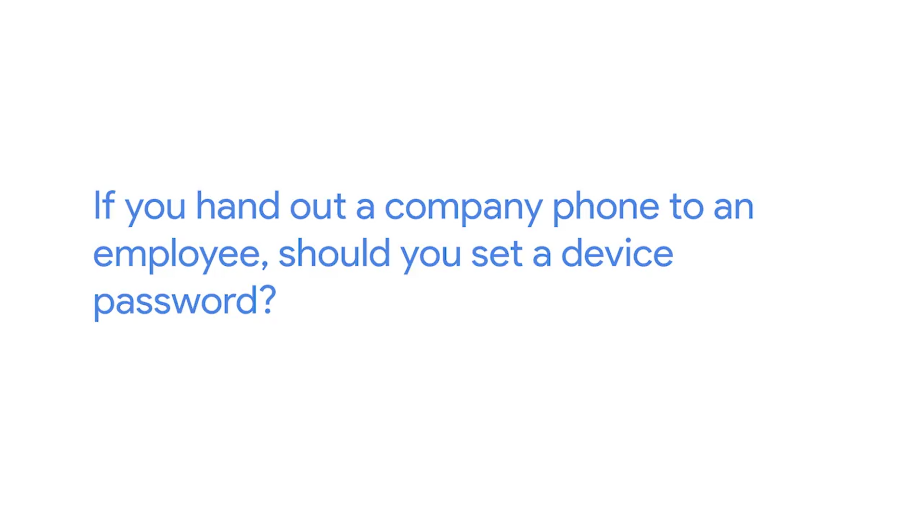 If you hand out a company phone to an
employee, should you set a device
password?